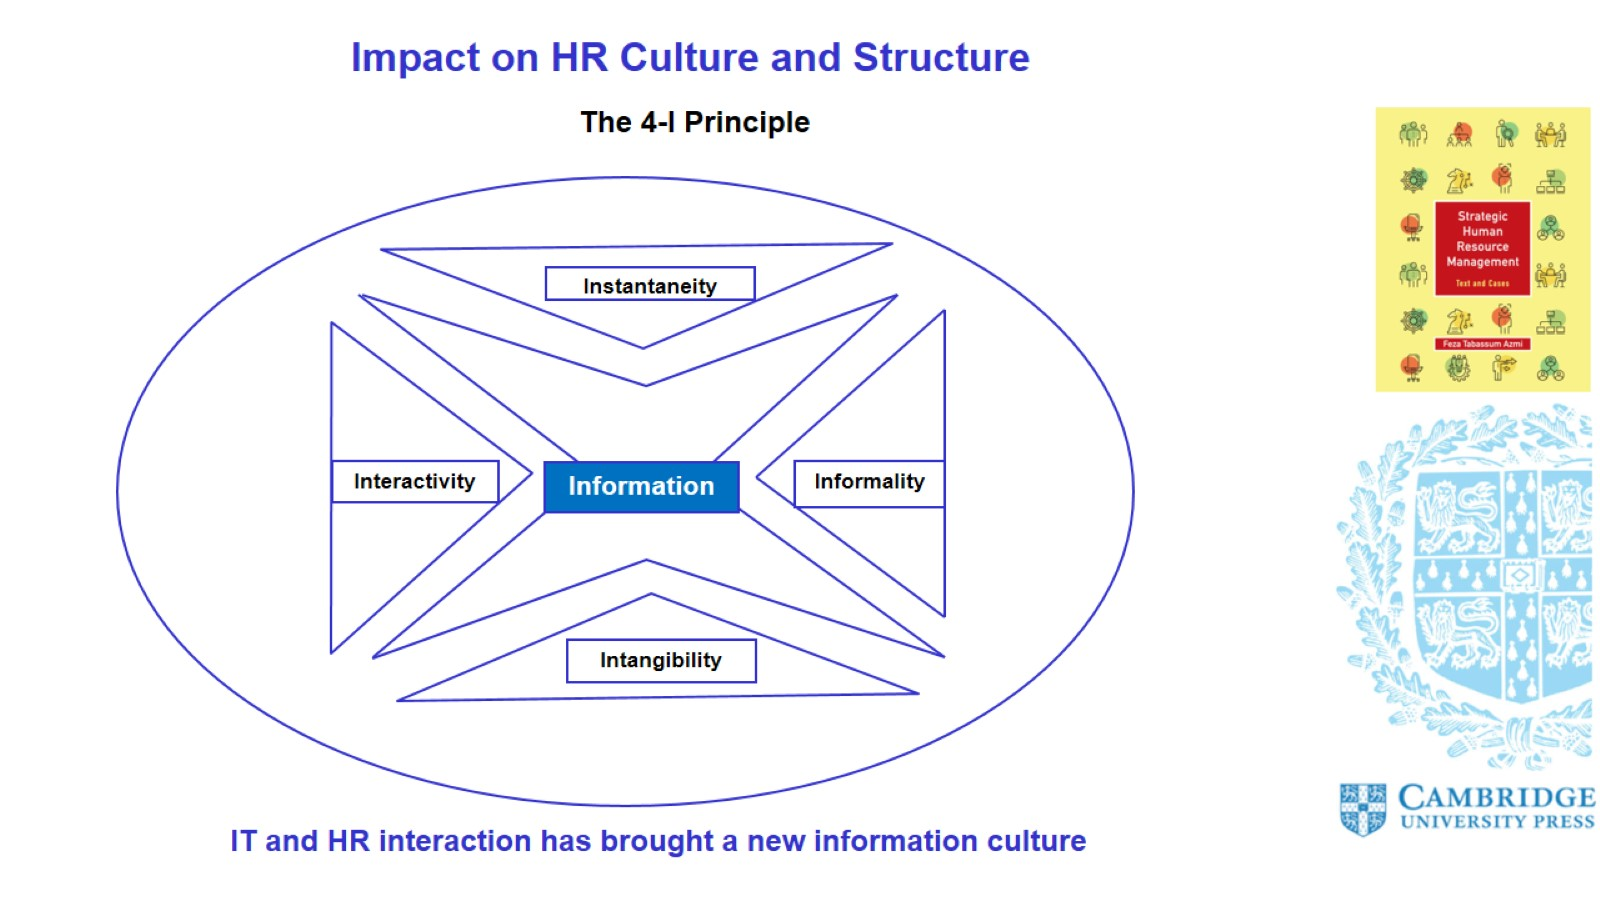 Impact on HR Culture and Structure
The 4-I Principle
Instantaneity
Interactivity
Information
Informality
Intangibility
IT and HR interaction has brought a new information culture
Strategic
Human
Resource
Management
Text and Cases
Feza Tabassum Azmi
CAMBRIDGE
UNIVERSITY PRESS